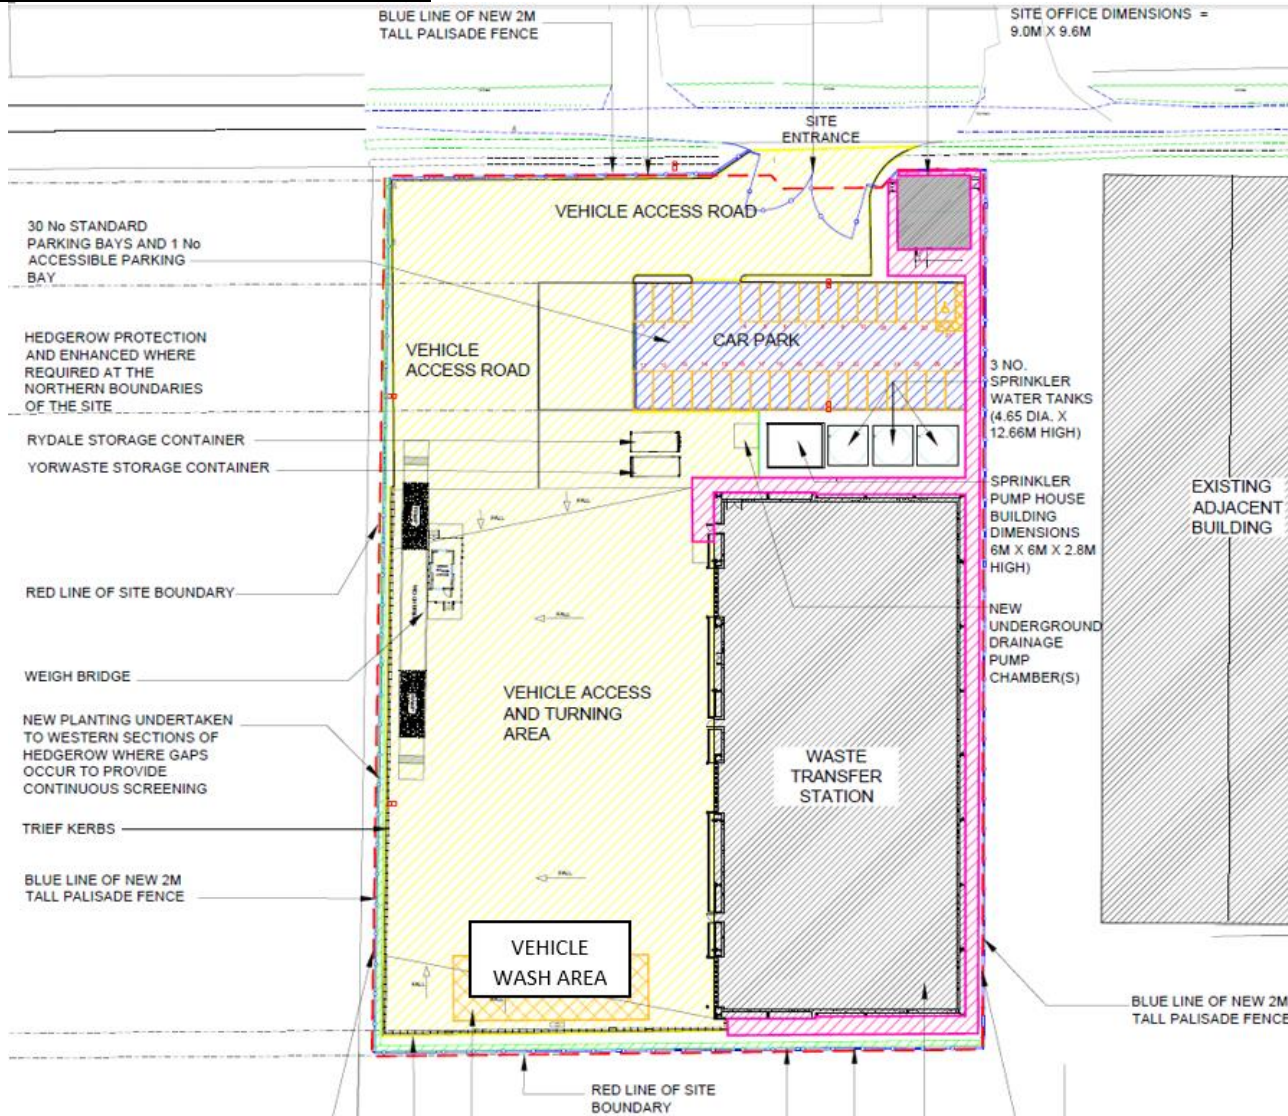 BLUE LINE OF NEW 2M
TALL PALISADE FENCE
SITE OFFICE DIMENSIONS =
9.0M X 9.6M
SITE
ENTRANCE
VEHICLE ACCESS ROAD
30 No STANDARD
PARKING BAYS AND 1 No
ACCESSIBLE PARKING
BAY
CAR PARK
HEDGEROW PROTECTION
AND ENHANCED WHERE
REQUIRED AT THE
NORTHERN BOUNDARIES
OF THE SITE
VEHICLE
ACCESS ROAD
3 NO.
SPRINKLER
WATER TANKS
(4.65 DIA. X
12.66M HIGH)
RYDALE STORAGE CONTAINER
YORWASTE STORAGE CONTAINER
SPRINKLER
PUMP HOUSE
BUILDING
DIMENSIONS
6M X 6M X 2.8M
HIGH)
EXISTING
ADJACENT
BUILDING
FALL
FALL
RED LINE OF SITE BOUNDARY
FALL
NEW
UNDERGROUND
DRAINAGE
PUMP
CHAMBER(S)
WEIGH BRIDGE
VEHICLE ACCESS
AND TURNING
AREA
NEW PLANTING UNDERTAKEN
TO WESTERN SECTIONS OF
HEDGEROW WHERE GAPS
OCCUR TO PROVIDE
CONTINUOUS SCREENING
WASTE
TRANSFER
STATION
TRIEF KERBS
BLUE LINE OF NEW 2M
TALL PALISADE FENCE
FALL
VEHICLE
WASH AREA
FALL
BLUE LINE OF NEW 2M
TALL PALISADE FENCE
RED LINE OF SITE
BOUNDARY